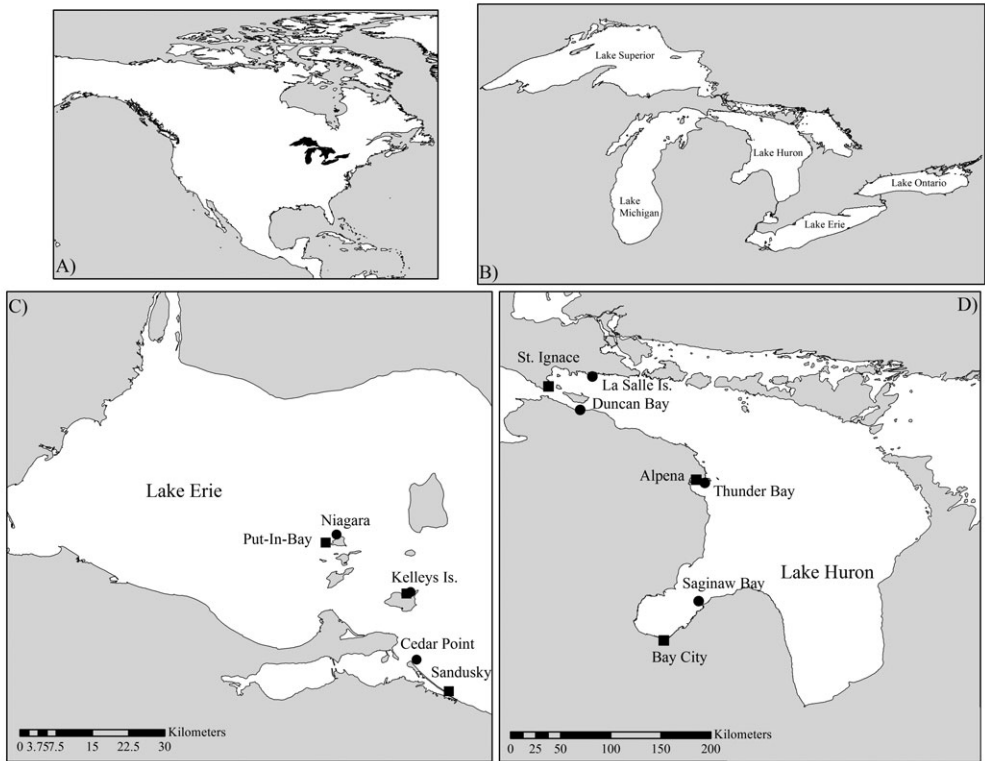 A)
Lake Superior
Lake Huron
Lake Ontario
Lake
Michigan
Lake Erie
B)
C)
Lake Erie
Niagara
Put-In-Bay
Kelleys Is.
Cedar Point
Sandusky
Kilometers
0 3.75 7.5 15 22.5 30
D)
St. Ignace
La Salle Is.
Duncan Bay
Alpena
Thunder Bay
Saginaw Bay
Lake Huron
Bay City
Kilometers
0 25 50 100 150 200